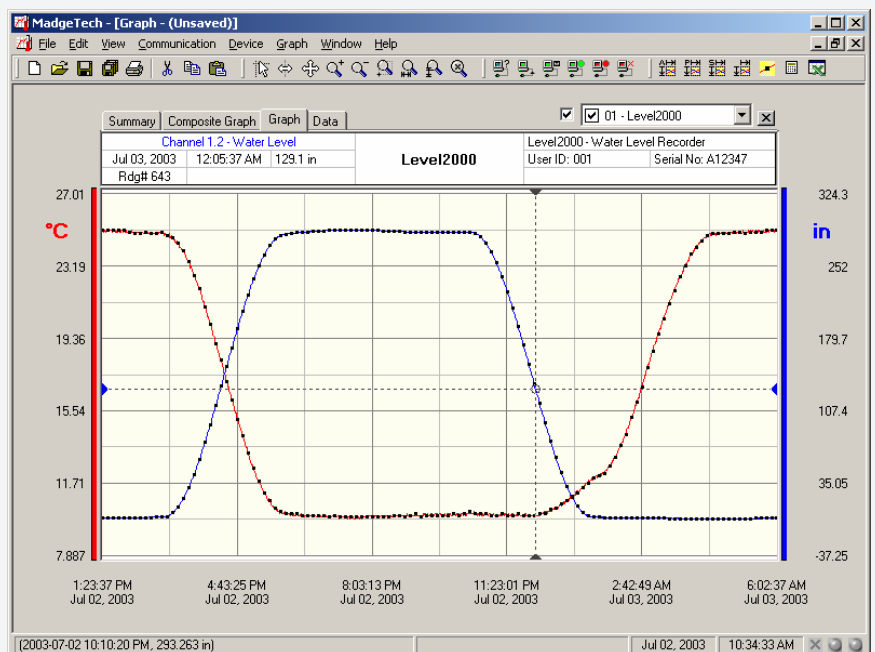 MadgeTech - [Graph - (Unsaved)]
File Edit View Communication Device Graph Window Help
Summary Composite Graph Graph Data 01 - Level2000
Channel 1.2 - Water Level
Jul 03, 2003 12:05:37 AM 129.1 in
Rdg# 643
Level2000
Level2000 - Water Level Recorder
User ID: 001 Serial No: A12347
27.01 324.3
°C in
23.19 252
19.36 179.7
15.54 107.4
11.71 35.05
7.887 -37.25
1:23:37 PM 4:43:25 PM 8:03:13 PM 11:23:01 PM 2:42:49 AM 6:02:37 AM
Jul 02, 2003 Jul 02, 2003 Jul 02, 2003 Jul 02, 2003 Jul 03, 2003 Jul 03, 2003
(2003-07-02 10:10:20 PM, 293.263 in) Jul 02, 2003 10:34:33 AM